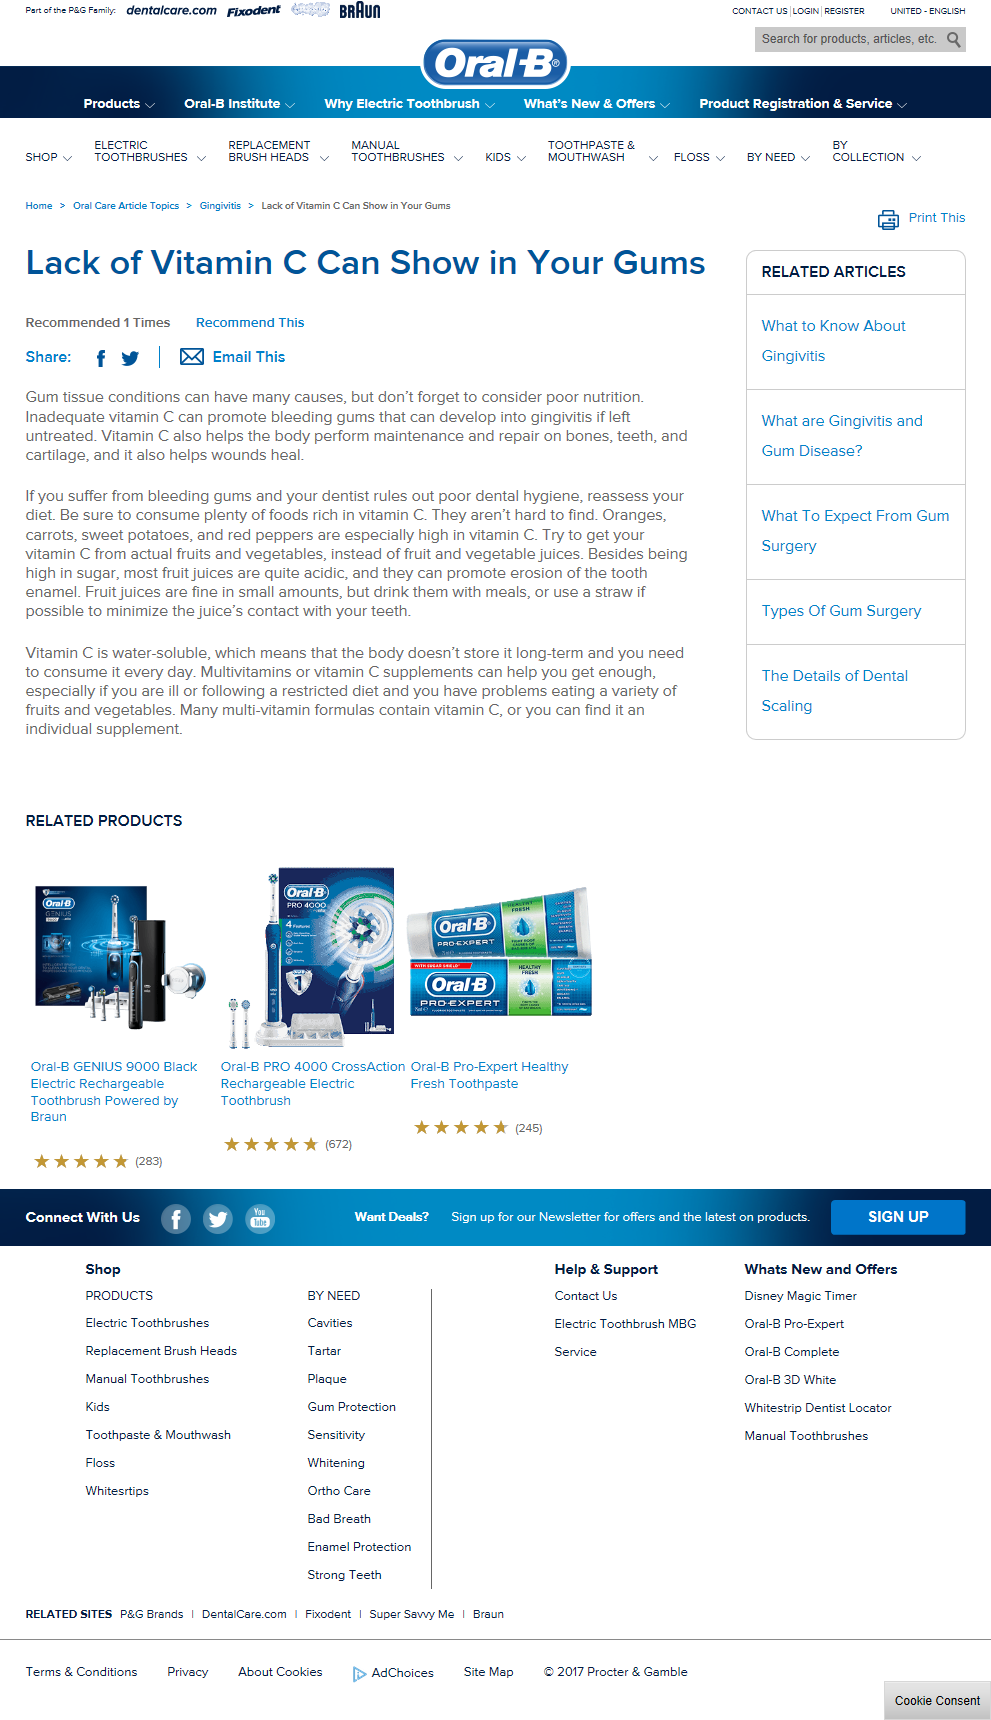 Part of the P&G Family: dentalcare.com Fixodent BRAUN
CONTACT US | LOGIN | REGISTER UNITED - ENGLISH
Search for products, articles, etc.
Oral-B®
Products Oral-B Institute Why Electric Toothbrush What's New & Offers Product Registration & Service
SHOP ELECTRIC TOOTHBRUSHES REPLACEMENT BRUSH HEADS MANUAL TOOTHBRUSHES KIDS TOOTHPASTE & MOUTHWASH FLOSS BY NEED BY COLLECTION
Home > Oral Care Article Topics > Gingivitis > Lack of Vitamin C Can Show in Your Gums
Print This
Lack of Vitamin C Can Show in Your Gums
Recommended 1 Times Recommend This
Share: Email This
Gum tissue conditions can have many causes, but don't forget to consider poor nutrition.
Inadequate vitamin C can promote bleeding gums that can develop into gingivitis if left
untreated. Vitamin C also helps the body perform maintenance and repair on bones, teeth, and
cartilage, and it also helps wounds heal.
If you suffer from bleeding gums and your dentist rules out poor dental hygiene, reassess your
diet. Be sure to consume plenty of foods rich in vitamin C. They aren't hard to find. Oranges,
carrots, sweet potatoes, and red peppers are especially high in vitamin C. Try to get your
vitamin C from actual fruits and vegetables, instead of fruit and vegetable juices. Besides being
high in sugar, most fruit juices are quite acidic, and they can promote erosion of the tooth
enamel. Fruit juices are fine in small amounts, but drink them with meals, or use a straw if
possible to minimize the juice's contact with your teeth.
Vitamin C is water-soluble, which means that the body doesn't store it long-term and you need
to consume it every day. Multivitamins or vitamin C supplements can help you get enough,
especially if you are ill or following a restricted diet and you have problems eating a variety of
fruits and vegetables. Many multi-vitamin formulas contain vitamin C, or you can find it an
individual supplement.
RELATED ARTICLES
What to Know About
Gingivitis
What are Gingivitis and
Gum Disease?
What To Expect From Gum
Surgery
Types Of Gum Surgery
The Details of Dental
Scaling
RELATED PRODUCTS
Oral-B
GENIUS
Oral-B
PRO 4000
4 Features
Oral-B
PRO-EXPERT
HEALTHY
FRESH
WITH SUGAR SHIELD
Oral-B
PRO-EXPERT
HEALTHY
FRESH
Oral-B GENIUS 9000 Black
Electric Rechargeable
Toothbrush Powered by
Braun
(283)
Oral-B PRO 4000 CrossAction
Rechargeable Electric
Toothbrush
(672)
Oral-B Pro-Expert Healthy
Fresh Toothpaste
(245)
Connect With Us You Tube Want Deals? Sign up for our Newsletter for offers and the latest on products. SIGN UP
Shop
PRODUCTS
Electric Toothbrushes
Replacement Brush Heads
Manual Toothbrushes
Kids
Toothpaste & Mouthwash
Floss
Whitesrtips
BY NEED
Cavities
Tartar
Plaque
Gum Protection
Sensitivity
Whitening
Ortho Care
Bad Breath
Enamel Protection
Strong Teeth
Help & Support
Contact Us
Electric Toothbrush MBG
Service
Whats New and Offers
Disney Magic Timer
Oral-B Pro-Expert
Oral-B Complete
Oral-B 3D White
Whitestrip Dentist Locator
Manual Toothbrushes
RELATED SITES P&G Brands | DentalCare.com | Fixodent | Super Savvy Me | Braun
Terms & Conditions Privacy About Cookies AdChoices Site Map © 2017 Procter & Gamble
Cookie Consent